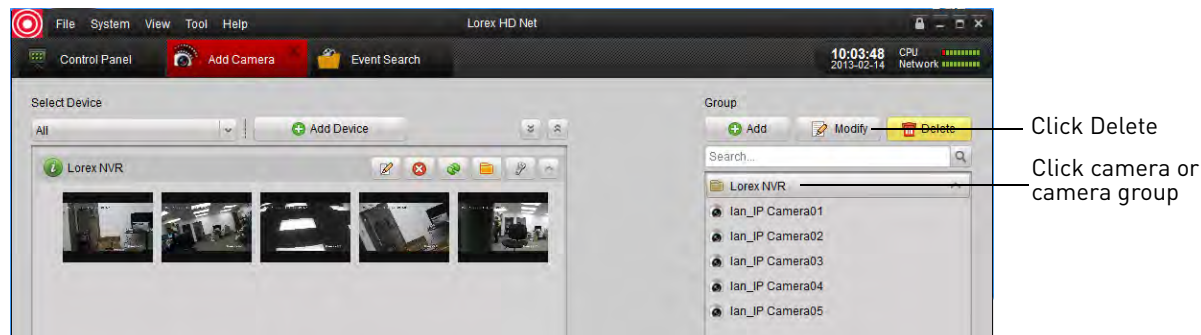 File System View Tool Help Lorex HD Net
Control Panel Add Camera Event Search 10:03:48 CPU
2013-02-14 Network
Select Device Group
All Add Device Add Modify Delete
Click Delete
Search...
Lorex NVR Lorex NVR
Click camera or
camera group
Ian_IP Camera01
Ian_IP Camera02
Ian_IP Camera03
Ian_IP Camera04
Ian_IP Camera05